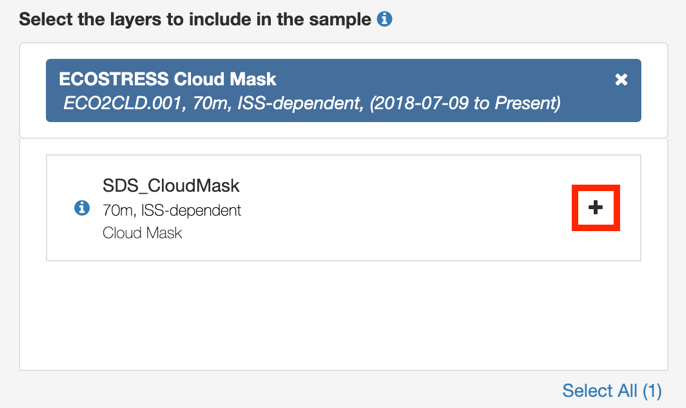 Select the layers to include in the sample
ECOSTRESS Cloud Mask
ECO2CLD.001, 70m, ISS-dependent, (2018-07-09 to Present)
SDS_CloudMask
70m, ISS-dependent
Cloud Mask
Select All (1)